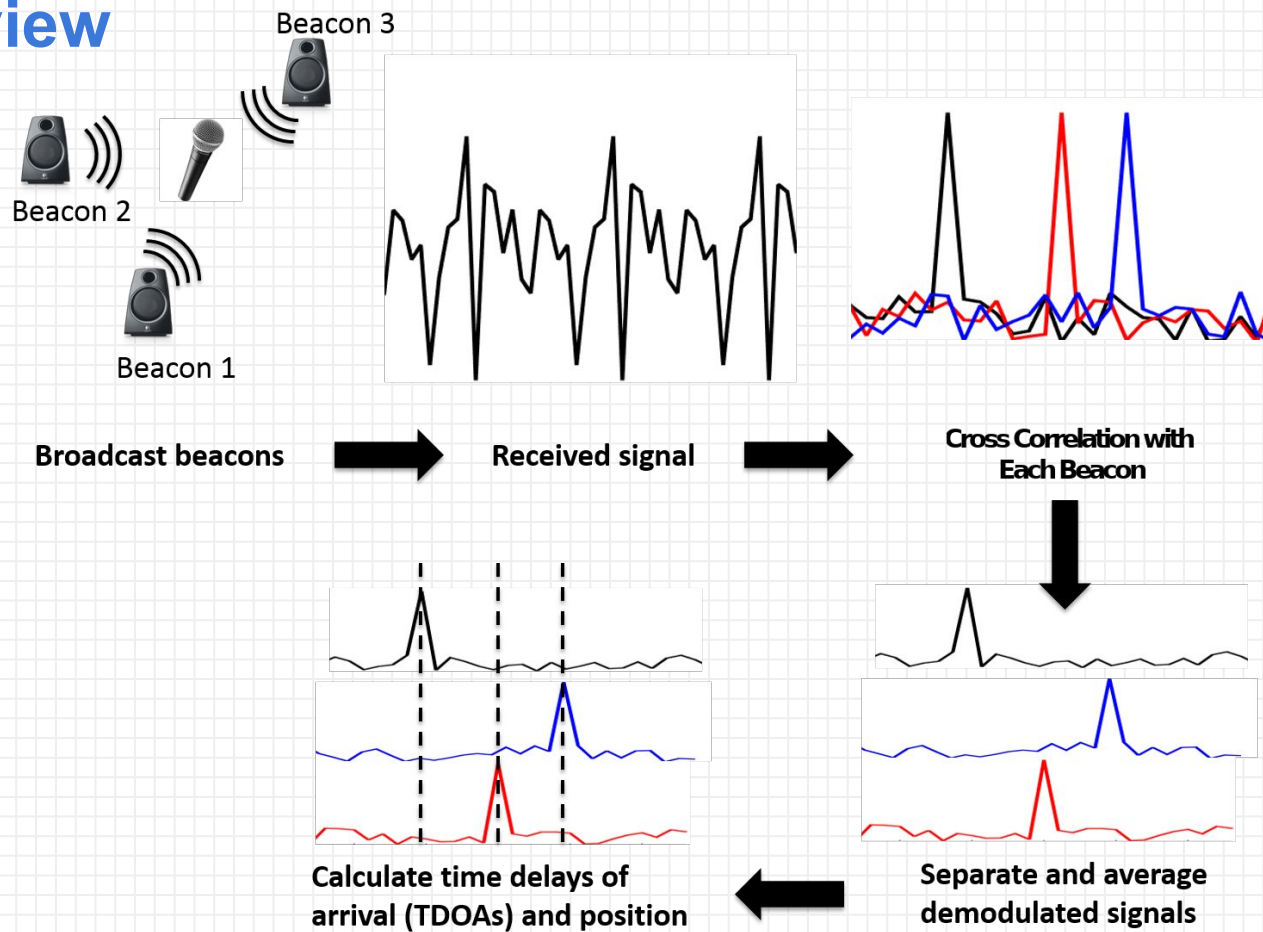 view
Beacon 3
Beacon 2
Beacon 1
Broadcast beacons
Received signal
Cross Correlation with
Each Beacon
Calculate time delays of
arrival (TDOAs) and position
Separate and average
demodulated signals